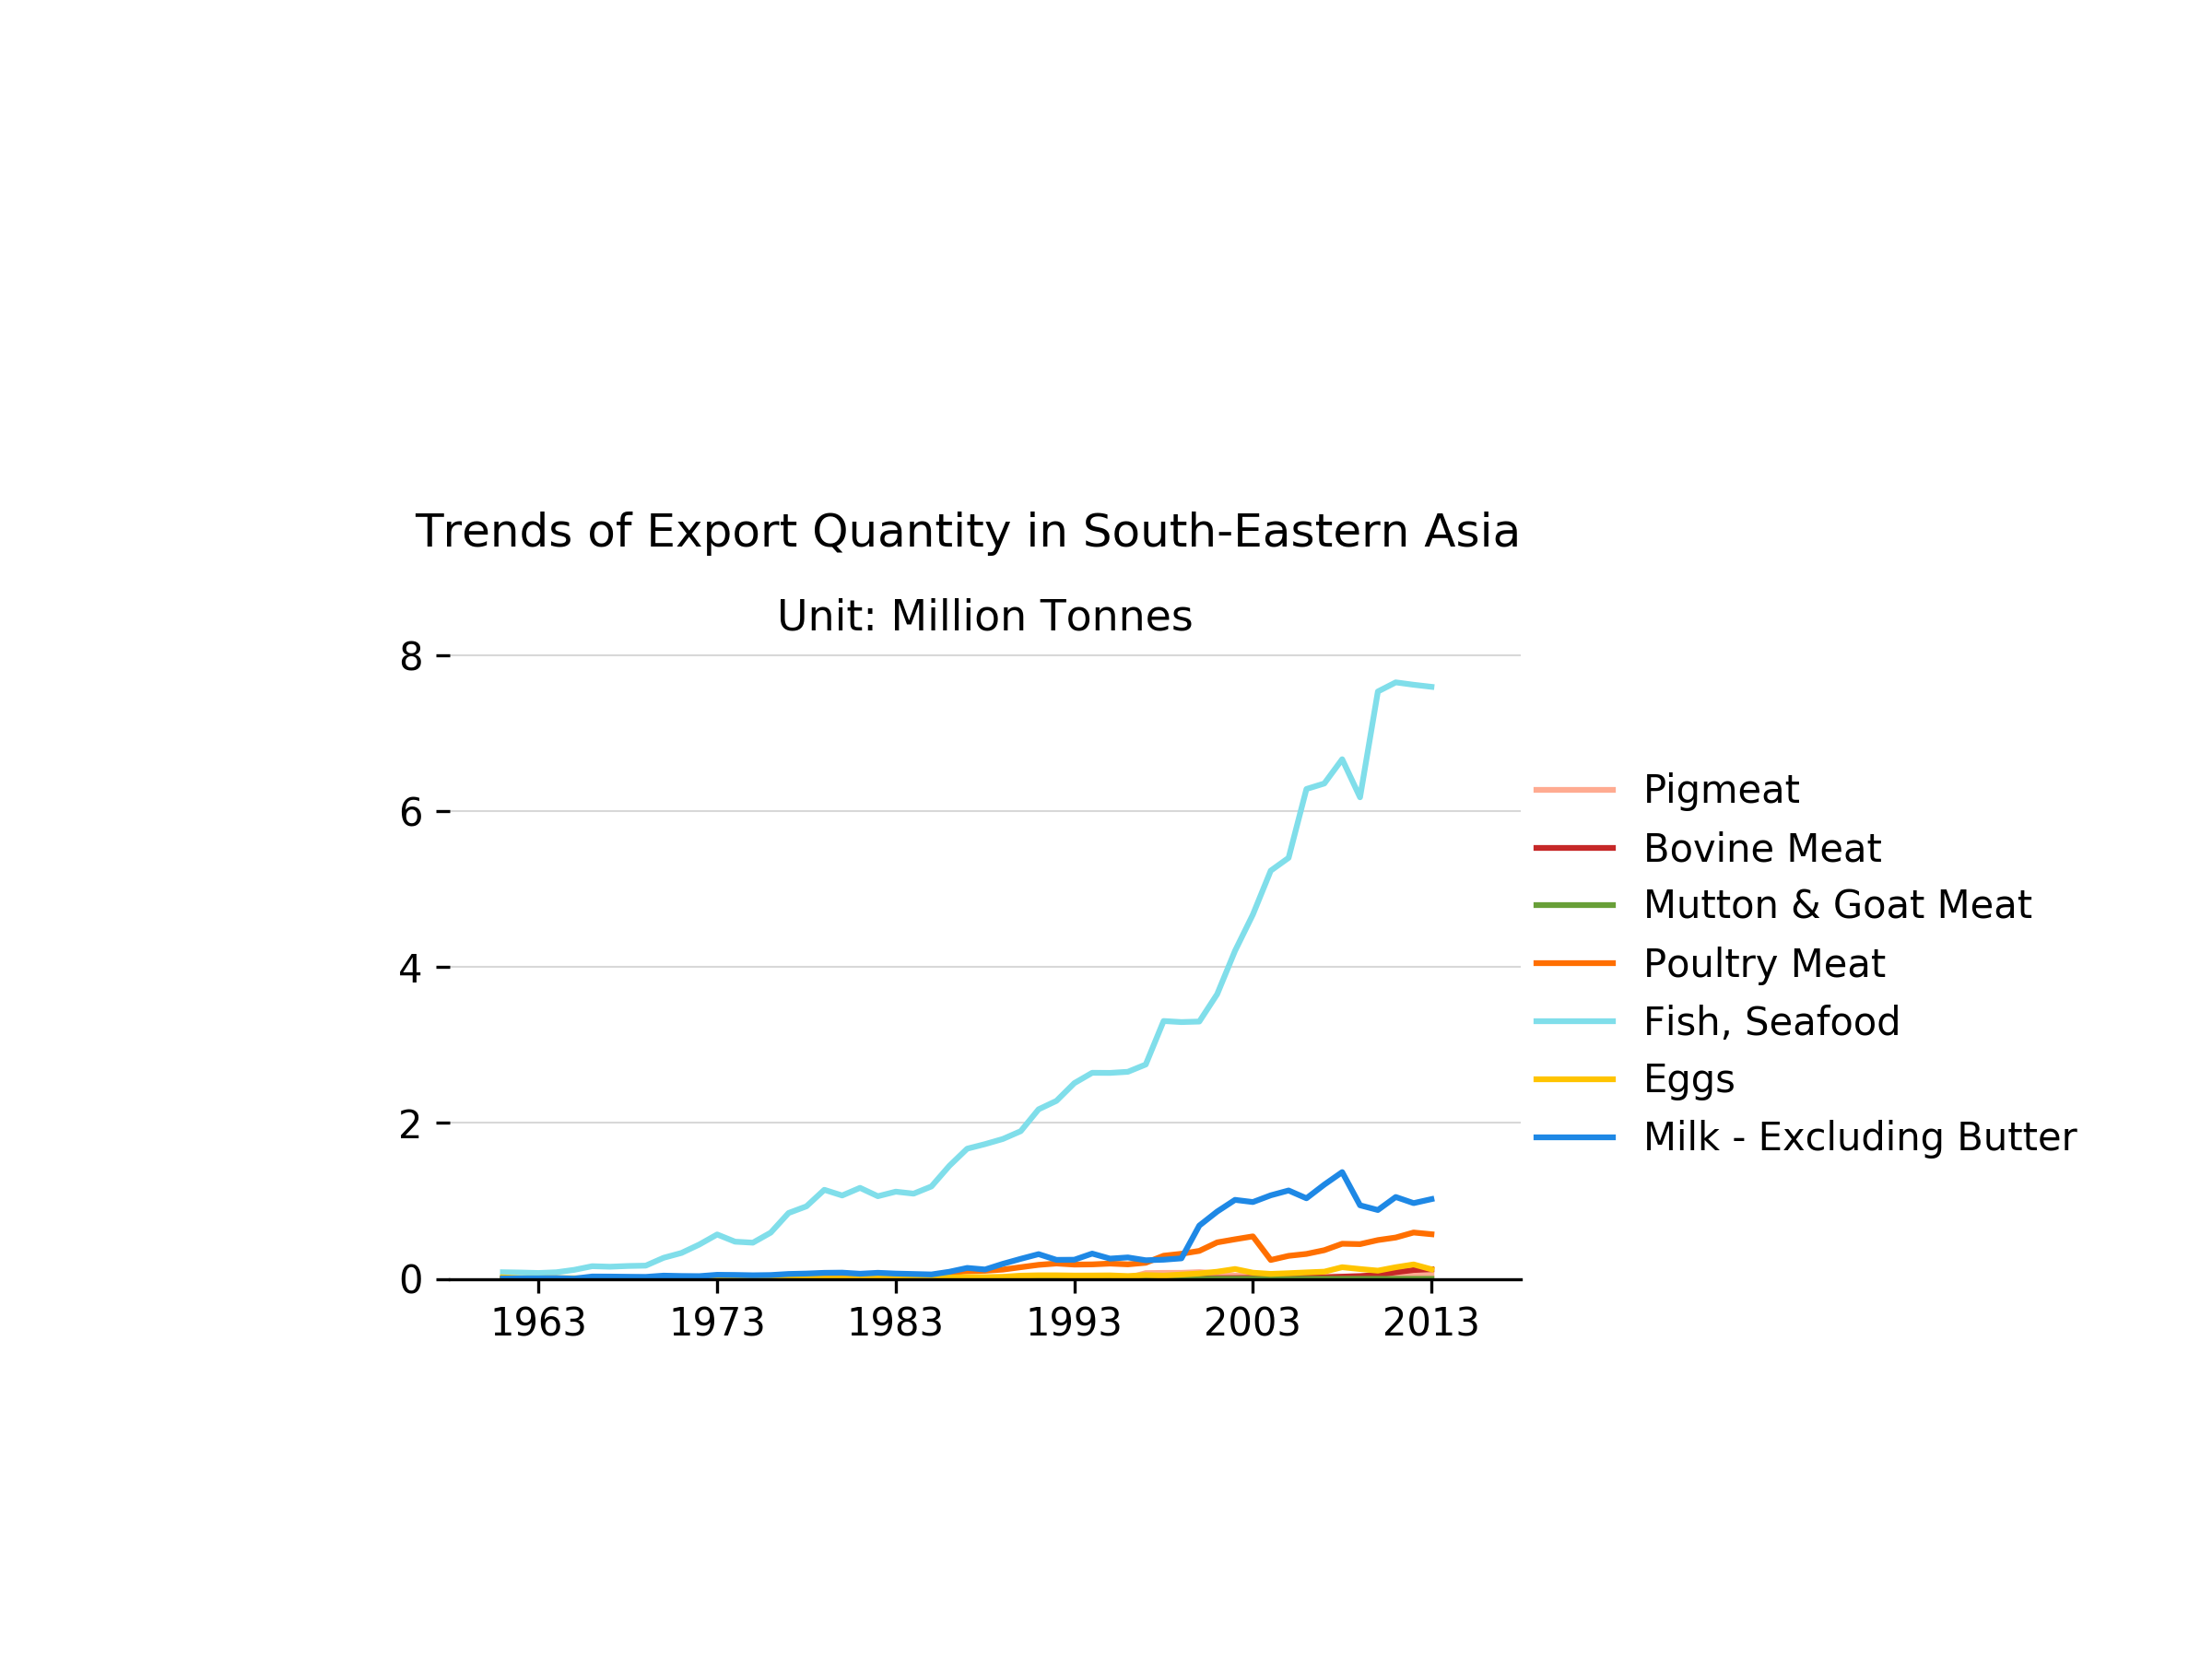 Trends of Export Quantity in South-Eastern Asia
Unit: Million Tonnes
8
6
4
2
0
1963 1973 1983 1993 2003 2013
Pigmeat
Bovine Meat
Mutton & Goat Meat
Poultry Meat
Fish, Seafood
Eggs
Milk - Excluding Butter